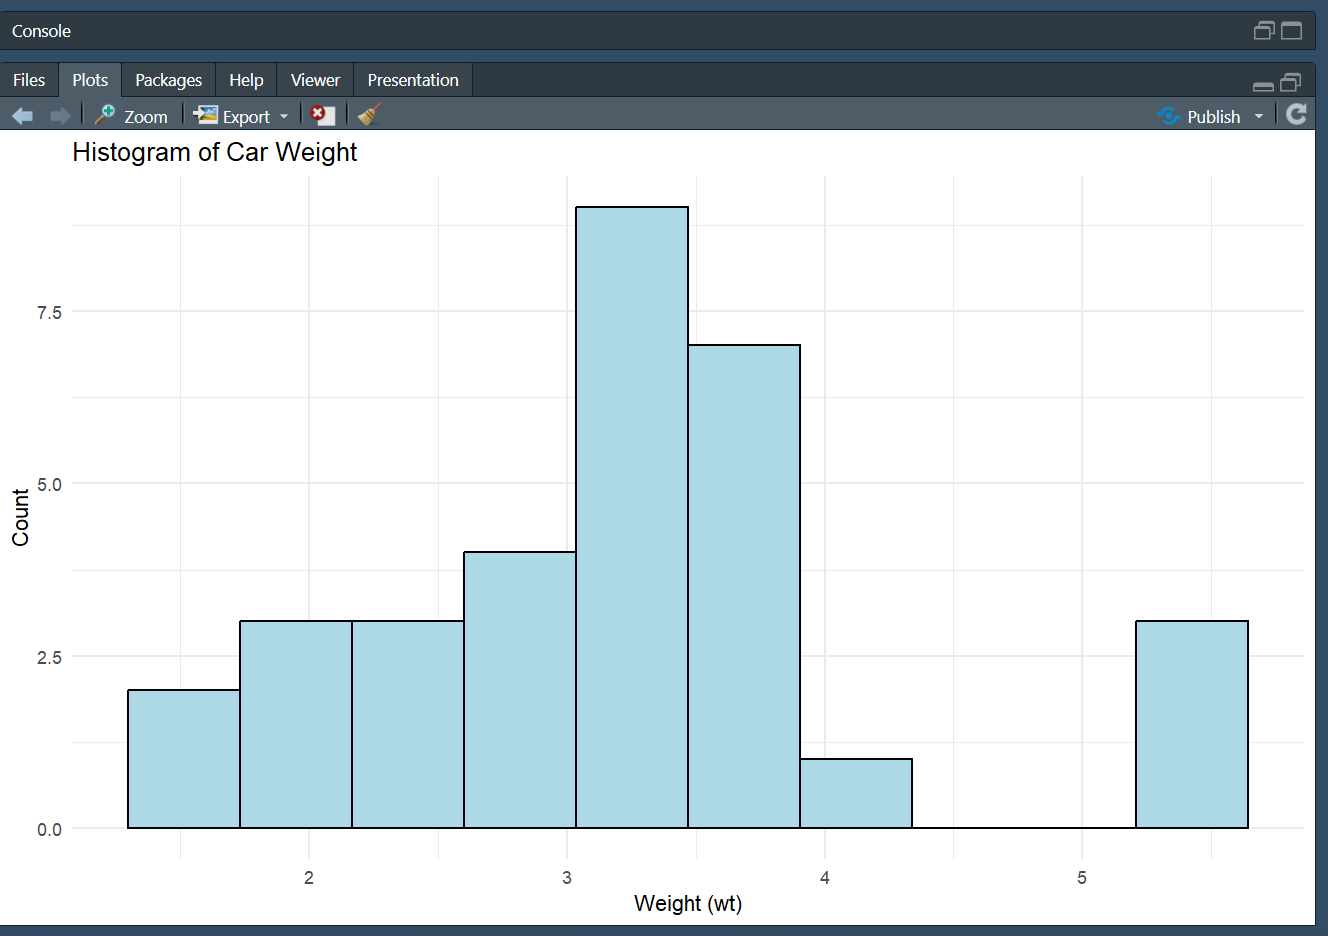 Console
Files Plots Packages Help Viewer Presentation
Zoom Export Publish
Histogram of Car Weight
7.5
5.0
2.5
0.0
Count
2 3 4 5
Weight (wt)